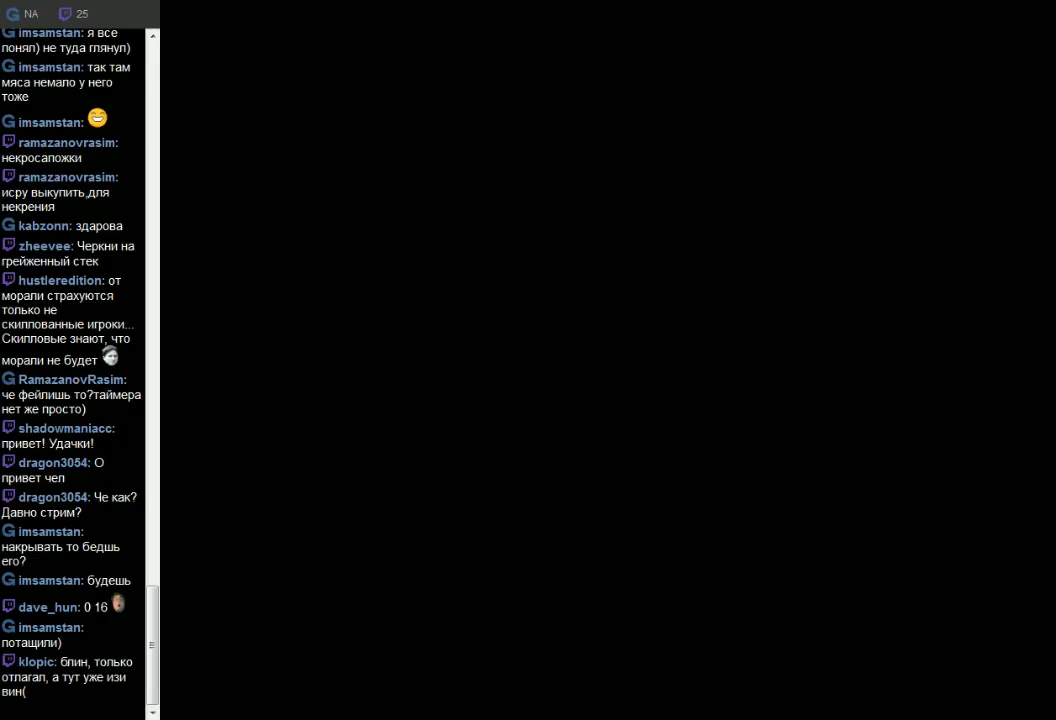 NA 25
imsamstan: я все
понял) не туда глянул)
imsamstan: так там
мяса немало у него
тоже
imsamstan:
ramazanovrasim:
некросапожки
ramazanovrasim:
исру выкупить,для
некрения
kabzonn: здарова
zheevee: Черкни на
грейженный стек
hustleredition: от
морали страхуются
только не
скиллованные игроки...
Скилловые знают, что
морали не будет
RamazanovRasim:
че фейлишь то?таймера
нет же просто)
shadowmaniacc:
привет! Удачки!
dragon3054: О
привет чел
dragon3054: Че как?
Давно стрим?
imsamstan:
накрывать то бедшь
его?
imsamstan: будешь
dave_hun: 0 16
imsamstan:
потащили)
klopic: блин, только
отлагал, а тут уже изи
вин(